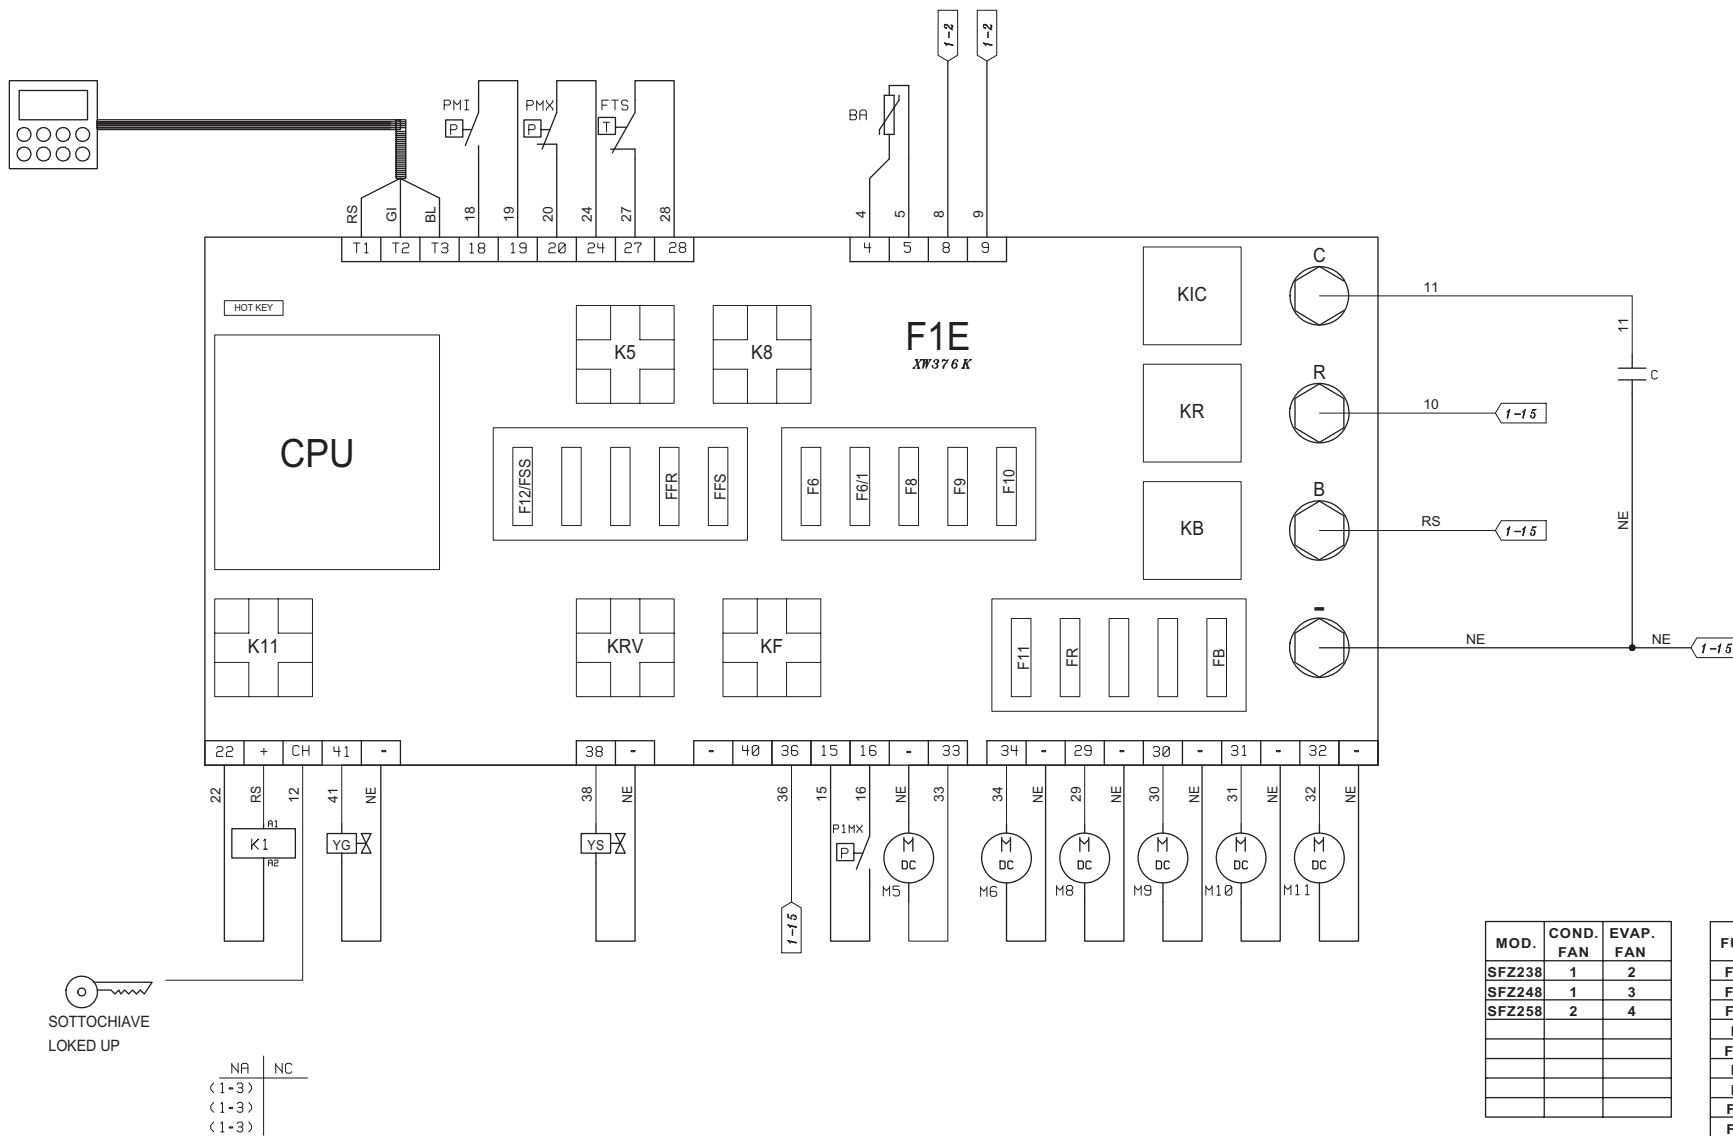 1-2 1-2
PMI PMX FTS BA
P P T
RS GI BL 18 19 20 24 27 28 4 5 8 9
T1 T2 T3 18 19 20 24 27 28 4 5 8 9
HOT KEY
K5 K8
F1E
XW376K
KIC C 11
11
C
KR R 10 1-15
CPU
F12/FSS FFR FFS F6 F6/1 F8 F9 F10
KB B RS 1-15
NE
K11 KRV KF
F11 FR FB
- NE NE 1-15
22 + CH 41 - 38 - - 40 36 15 16 - 33 34 - 29 - 30 - 31 - 32 -
22 RS 12 41 NE 38 NE 36 15 16 NE 33 34 NE 29 NE 30 NE 31 NE 32 NE
A1
K1
A2
YG YS
P1MX
P
M DC M DC M DC M DC M DC M DC
M5 M6 M8 M9 M10 M11
1-15
SOTTOCHIAVE
LOKED UP
NA NC
(1-3)
(1-3)
(1-3)
MOD. COND. FAN EVAP. FAN
SFZ238 1 2
SFZ248 1 3
SFZ258 2 4